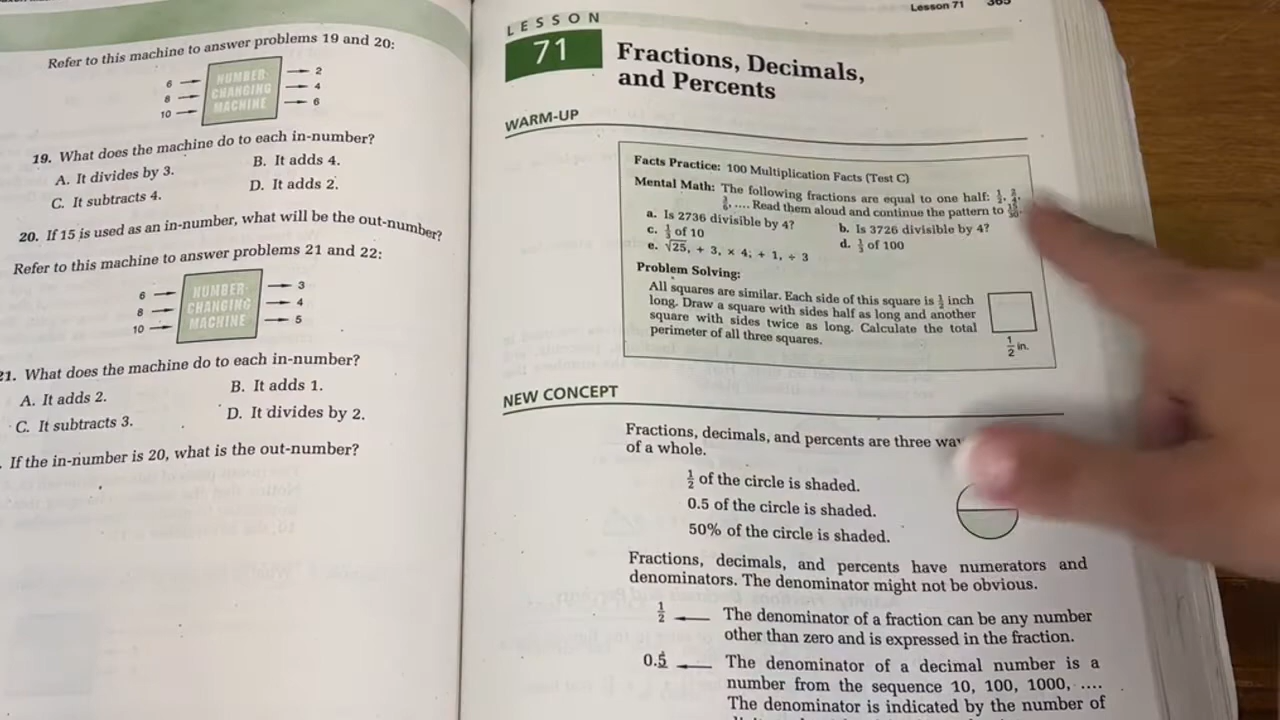 Refer to this machine to answer problems 19 and 20:
6
8
10
NUMBER
CHANGING
MACHINE
2
4
6
19. What does the machine do to each in-number?
A. It divides by 3.
B. It adds 4.
C. It subtracts 4.
D. It adds 2.
20. If 15 is used as an in-number, what will be the out-number?
Refer to this machine to answer problems 21 and 22:
6
8
10
NUMBER
CHANGING
MACHINE
3
4
5
21. What does the machine do to each in-number?
A. It adds 2.
B. It adds 1.
C. It subtracts 3.
D. It divides by 2.
If the in-number is 20, what is the out-number?
Lesson 71 365
LESSON
71
Fractions, Decimals,
and Percents
WARM-UP
Facts Practice: 100 Multiplication Facts (Test C)
Mental Math: The following fractions are equal to one half: 1/2, 2/4,
3/6, .... Read them aloud and continue the pattern to 15/30.
a. Is 2736 divisible by 4?
b. Is 3726 divisible by 4?
c. 1/3 of 10
d. 1/3 of 100
e. √25, + 3, × 4, + 1, ÷ 3
Problem Solving:
All squares are similar. Each side of this square is 1/2 inch
long. Draw a square with sides half as long and another
square with sides twice as long. Calculate the total
perimeter of all three squares.
1/2 in.
NEW CONCEPT
Fractions, decimals, and percents are three
of a whole.
1/2 of the circle is shaded.
0.5 of the circle is shaded.
50% of the circle is shaded.
Fractions, decimals, and percents have numerators and
denominators. The denominator might not be obvious.
1/2 The denominator of a fraction can be any number
other than zero and is expressed in the fraction.
0.5 The denominator of a decimal number is a
number from the sequence 10, 100, 1000, ....
The denominator is indicated by the number of